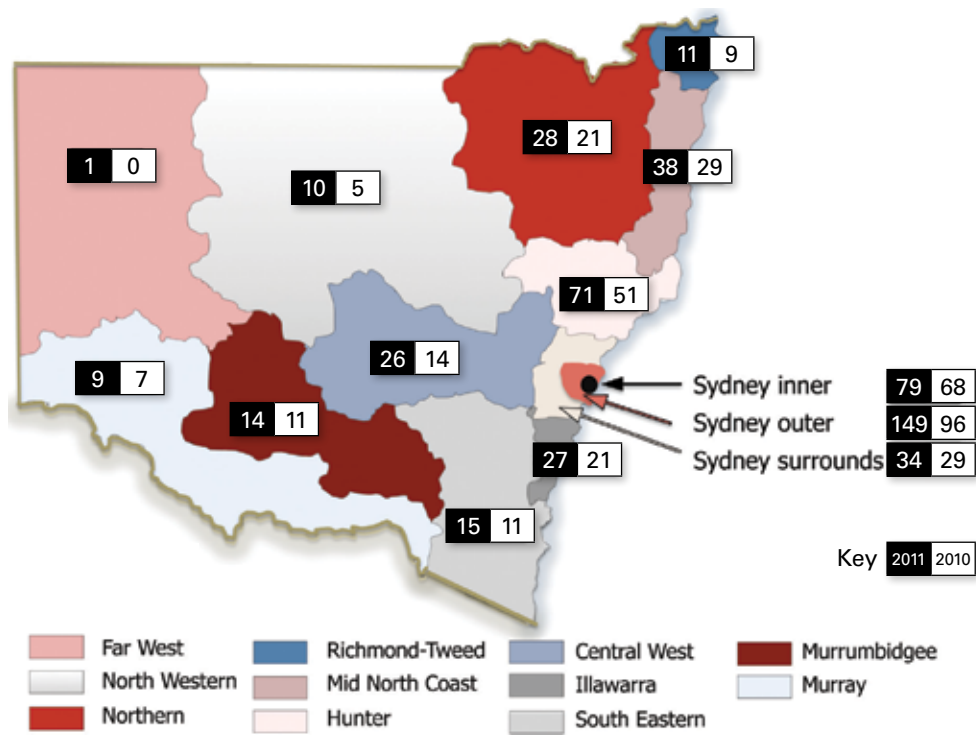 11 9
28 21
1 0
38 29
10 5
71 51
26 14
9 7
Sydney inner 79 68
14 11
Sydney outer 149 96
27 21
Sydney surrounds 34 29
15 11
Key 2011 2010
Far West
North Western
Northern
Richmond-Tweed
Mid North Coast
Hunter
Central West
Illawarra
South Eastern
Murrumbidgee
Murray